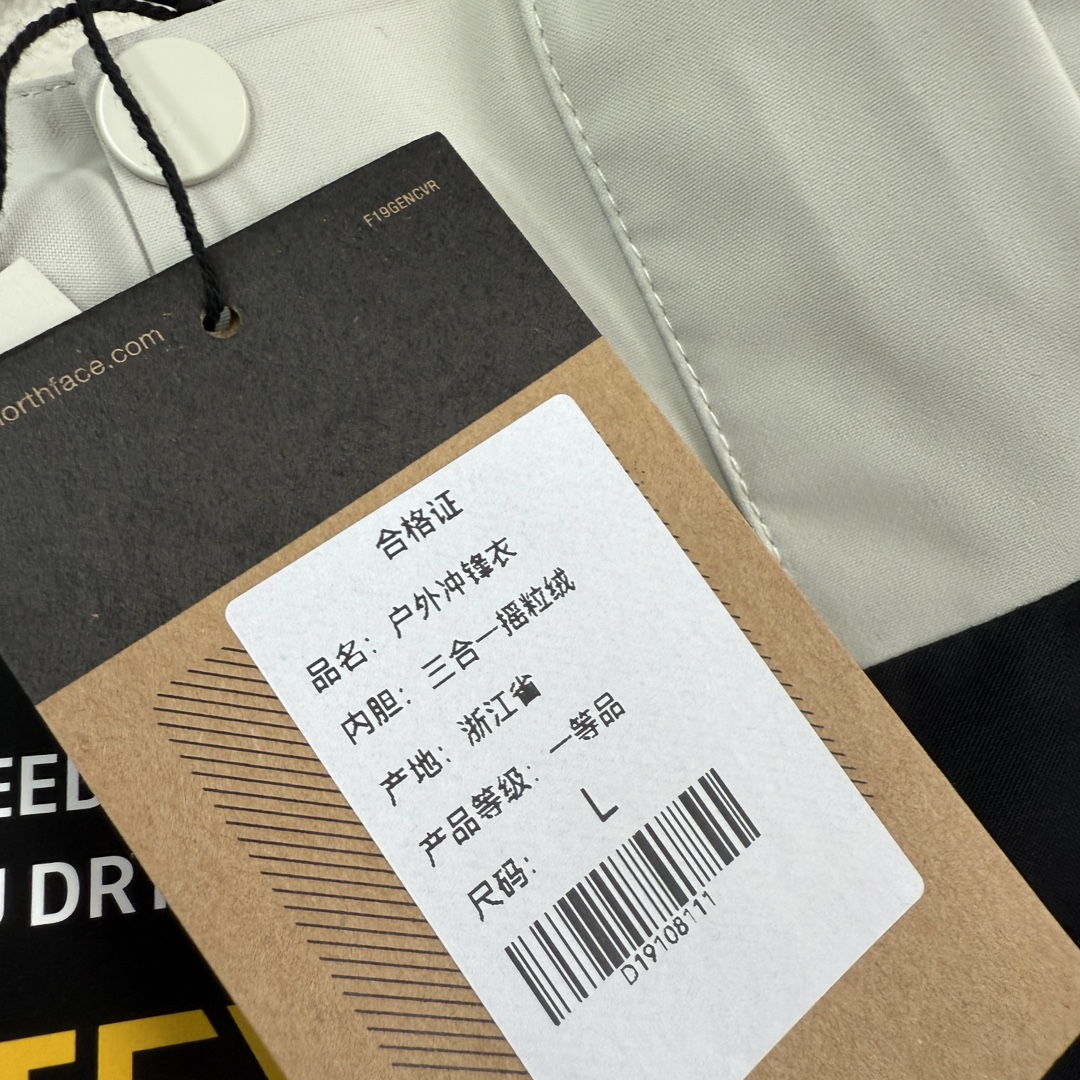 F19GENCVR
orthface.com
合格证
品名：户外冲锋衣
内胆：三合一摇粒绒
产地：浙江省
产品等级：一等品
尺码：L
D19108111
EED
U DRY